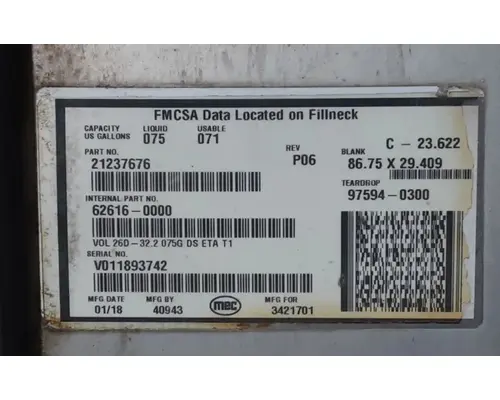 FMCSA Data Located on Fillneck
CAPACITY LIQUID USABLE
US GALLONS 075 071
C - 23.622
PART NO. REV BLANK
21237676 P06 86.75 X 29.409
TEARDROP
INTERNAL PART NO. 97594-0300
62616-0000
VOL 26D-32.2 075G DS ETA T1
SERIAL NO.
V011893742
MFG DATE MFG BY mec MFG FOR
01/18 40943 3421701